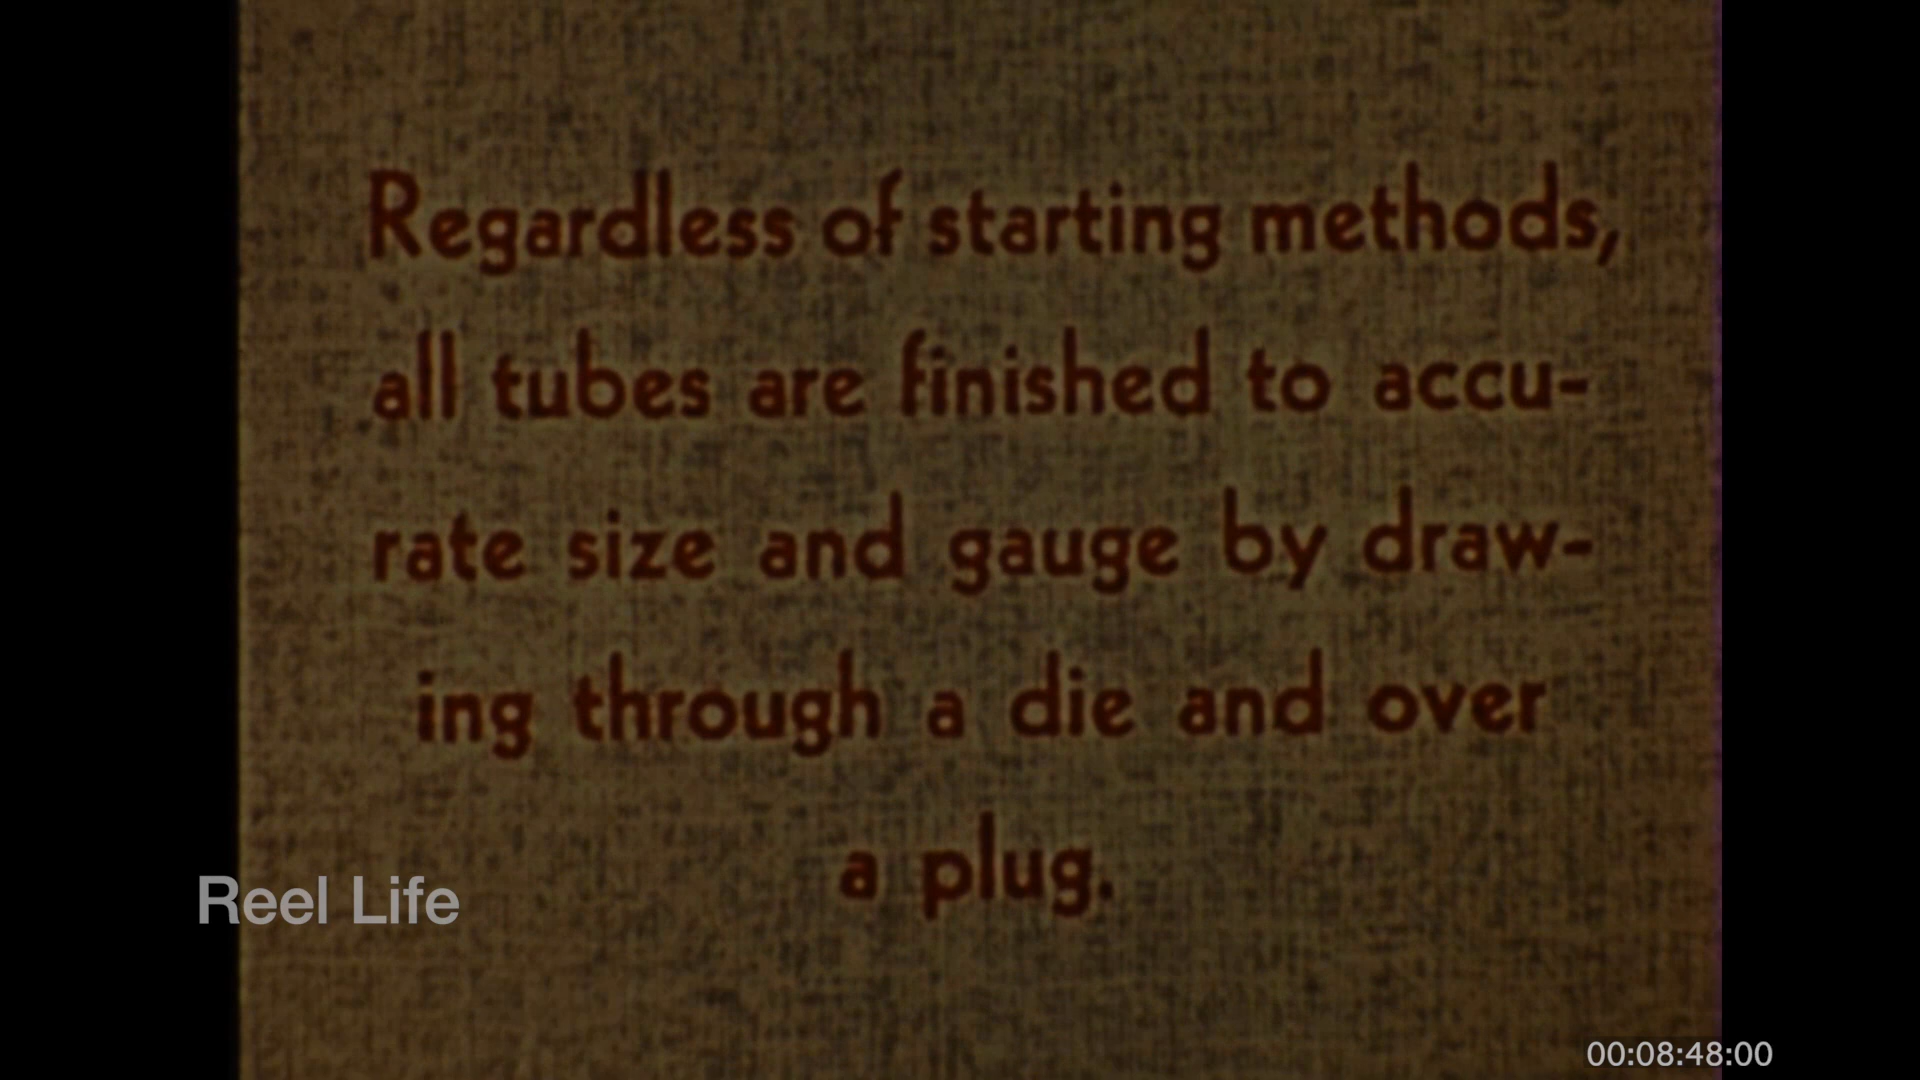 Regardless of starting methods,
all tubes are finished to accu-
rate size and gauge by draw-
ing through a die and over
a plug.
Reel Life
00:08:48:00